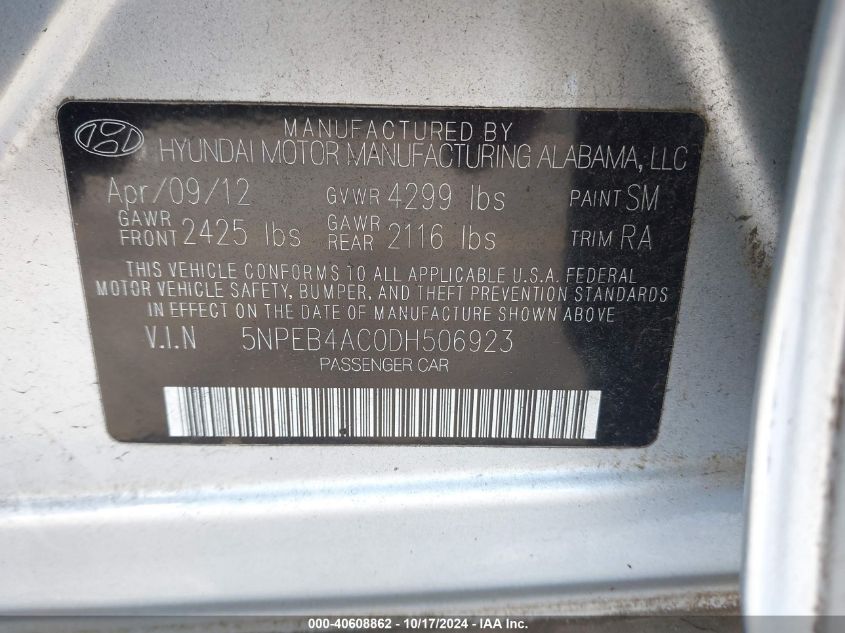 MANUFACTURED BY
HYUNDAI MOTOR MANUFACTURING ALABAMA, LLC
Apr/09/12 GVWR 4299 lbs PAINT SM
GAWR FRONT 2425 lbs GAWR REAR 2116 lbs TRIM RA
THIS VEHICLE CONFORMS TO ALL APPLICABLE U.S.A. FEDERAL
MOTOR VEHICLE SAFETY, BUMPER, AND THEFT PREVENTION STANDARDS
IN EFFECT ON THE DATE OF MANUFACTURE SHOWN ABOVE
V.I.N 5NPEB4AC0DH506923
PASSENGER CAR
000-40608862 - 10/17/2024 - IAA, Inc.